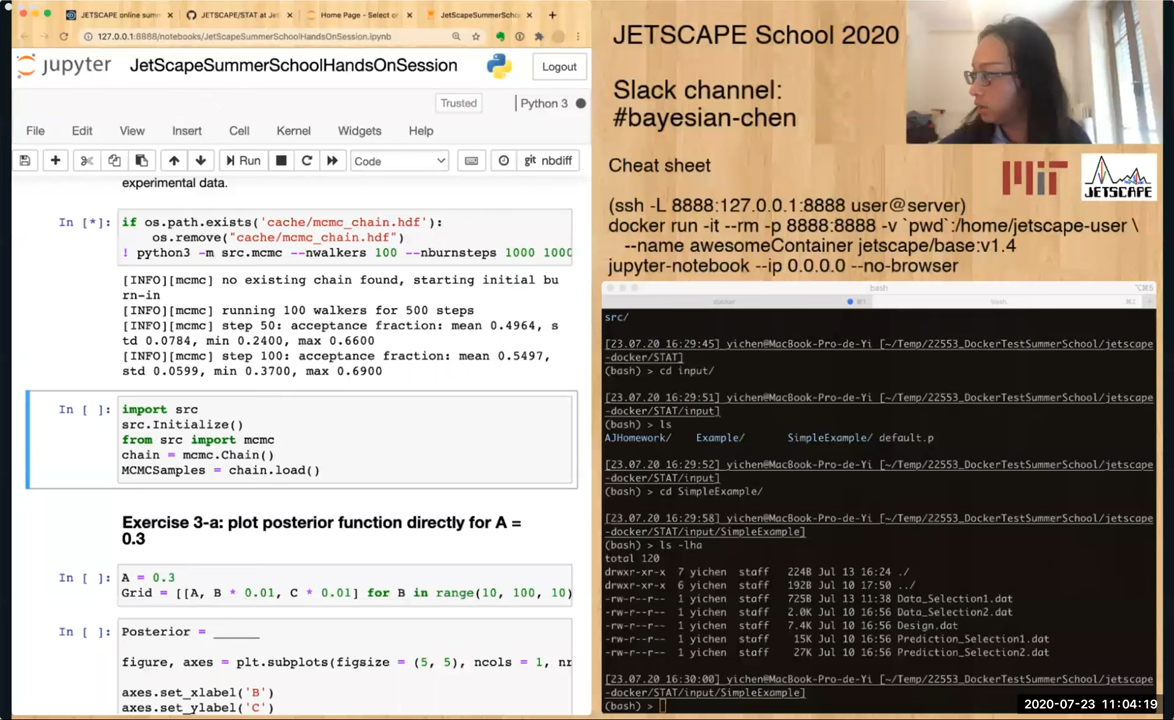 JETSCAPE online summ
JETSCAPE/STAT at Jet
Home Page - Select or
JetScapeSummerSch
127.0.0.1:8888/notebooks/JetScapeSummerSchoolHandsOnSession.ipynb
jupyter JetScapeSummerSchoolHandsOnSession
Logout
Trusted
Python 3
File Edit View Insert Cell Kernel Widgets Help
Run
Code
git nbdiff
experimental data.
In [*]:
if os.path.exists('cache/mcmc_chain.hdf'):
os.remove("cache/mcmc_chain.hdf")
! python3 -m src.mcmc --nwalkers 100 --nburnsteps 1000 1000
[INFO][mcmc] no existing chain found, starting initial bu
rn-in
[INFO][mcmc] running 100 walkers for 500 steps
[INFO][mcmc] step 50: acceptance fraction: mean 0.4964, s
td 0.0784, min 0.2400, max 0.6600
[INFO][mcmc] step 100: acceptance fraction: mean 0.5497,
std 0.0599, min 0.3700, max 0.6900
In [ ]:
import src
src.Initialize()
from src import mcmc
chain = mcmc.Chain()
MCMCSamples = chain.load()
Exercise 3-a: plot posterior function directly for A =
0.3
In [ ]:
A = 0.3
Grid = [[A, B * 0.01, C * 0.01] for B in range(10, 100, 10)
In [ ]:
Posterior = ______
figure, axes = plt.subplots(figsize = (5, 5), ncols = 1, nr
axes.set_xlabel('B')
axes.set_ylabel('C')
JETSCAPE School 2020
Slack channel:
#bayesian-chen
Cheat sheet
MIT
JETSCAPE
(ssh -L 8888:127.0.0.1:8888 user@server)
docker run -it --rm -p 8888:8888 -v `pwd`:/home/jetscape-user \
--name awesomeContainer jetscape/base:v1.4
jupyter-notebook --ip 0.0.0.0 --no-browser
bash
docker
bash
src/
[23.07.20 16:29:45] yichen@MacBook-Pro-de-Yi [~/Temp/22553_DockerTestSummerSchool/jetscape
-docker/STAT]
(bash) > cd input/
[23.07.20 16:29:51] yichen@MacBook-Pro-de-Yi [~/Temp/22553_DockerTestSummerSchool/jetscape
-docker/STAT/input]
(bash) > ls
AJHomework/ Example/ SimpleExample/ default.p
[23.07.20 16:29:52] yichen@MacBook-Pro-de-Yi [~/Temp/22553_DockerTestSummerSchool/jetscape
-docker/STAT/input]
(bash) > cd SimpleExample/
[23.07.20 16:29:58] yichen@MacBook-Pro-de-Yi [~/Temp/22553_DockerTestSummerSchool/jetscape
-docker/STAT/input/SimpleExample]
(bash) > ls -lha
total 120
drwxr-xr-x 7 yichen staff 224B Jul 13 16:24 ./
drwxr-xr-x 6 yichen staff 192B Jul 10 17:50 ../
-rw-r--r-- 1 yichen staff 725B Jul 13 11:38 Data_Selection1.dat
-rw-r--r-- 1 yichen staff 2.0K Jul 10 16:56 Data_Selection2.dat
-rw-r--r-- 1 yichen staff 7.4K Jul 10 16:56 Design.dat
-rw-r--r-- 1 yichen staff 15K Jul 10 16:56 Prediction_Selection1.dat
-rw-r--r-- 1 yichen staff 27K Jul 10 16:56 Prediction_Selection2.dat
[23.07.20 16:30:00] yichen@MacBook-Pro-de-Yi [~/Temp/22553_DockerTestSummerSchool/jetscape
-docker/STAT/input/SimpleExample]
(bash) >
2020-07-23 11:04:19